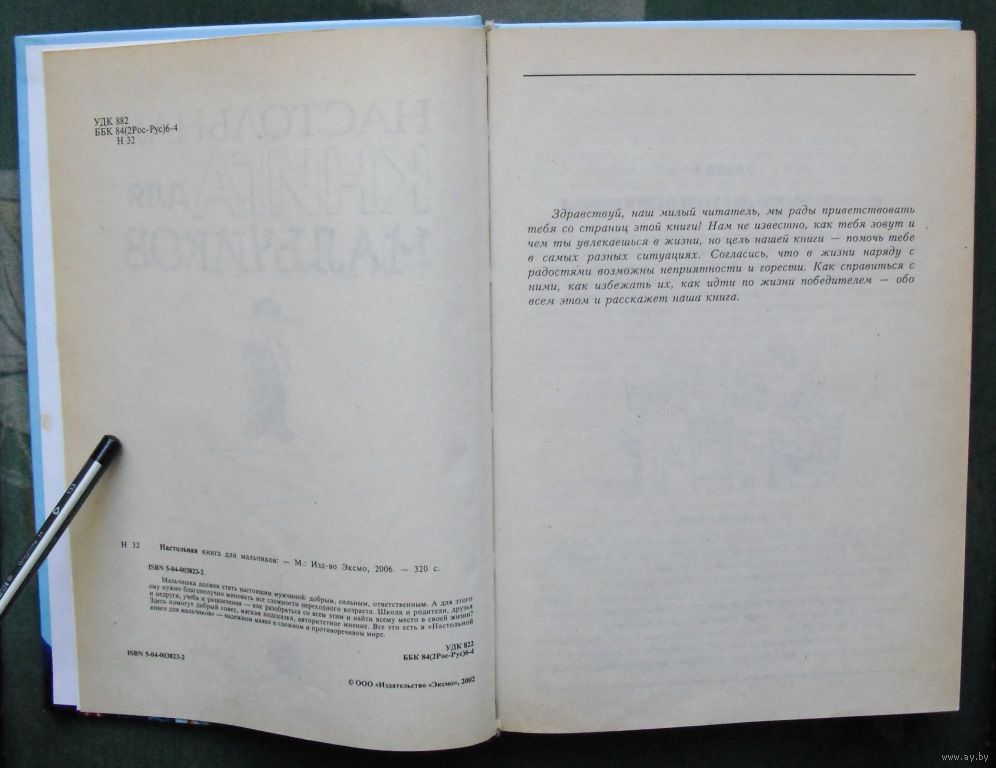 УДК 882
ББК 84(2Рос-Рус)6-4
Н 32
Н 32 Настольная книга для мальчиков: — М.: Изд-во Эксмо, 2006. — 320 с.
ISBN 5-04-003823-2
Мальчишка должен стать настоящим мужчиной: добрым, сильным, ответственным. А для этого
ему нужно благополучно миновать все сложности переходного возраста. Школа и родители, друзья
и недруги, учеба и развлечения — как разобраться со всем этим и найти всему место в своей жизни?
Здесь помогут добрый совет, мягкая подсказка, авторитетное мнение. Все это есть в «Настольной
книге для мальчиков» — надежном маяке в сложном и противоречивом мире.
УДК 822
ББК 84(2Рос-Рус)6-4
ISBN 5-04-003823-2
© ООО «Издательство «Эксмо», 2002
Здравствуй, наш милый читатель, мы рады приветствовать
тебя со страниц этой книги! Нам не известно, как тебя зовут и
чем ты увлекаешься в жизни, но цель нашей книги — помочь тебе
в самых разных ситуациях. Согласись, что в жизни наряду с
радостями возможны неприятности и горести. Как справиться с
ними, как избежать их, как идти по жизни победителем — обо
всем этом и расскажет наша книга.
www.ay.by